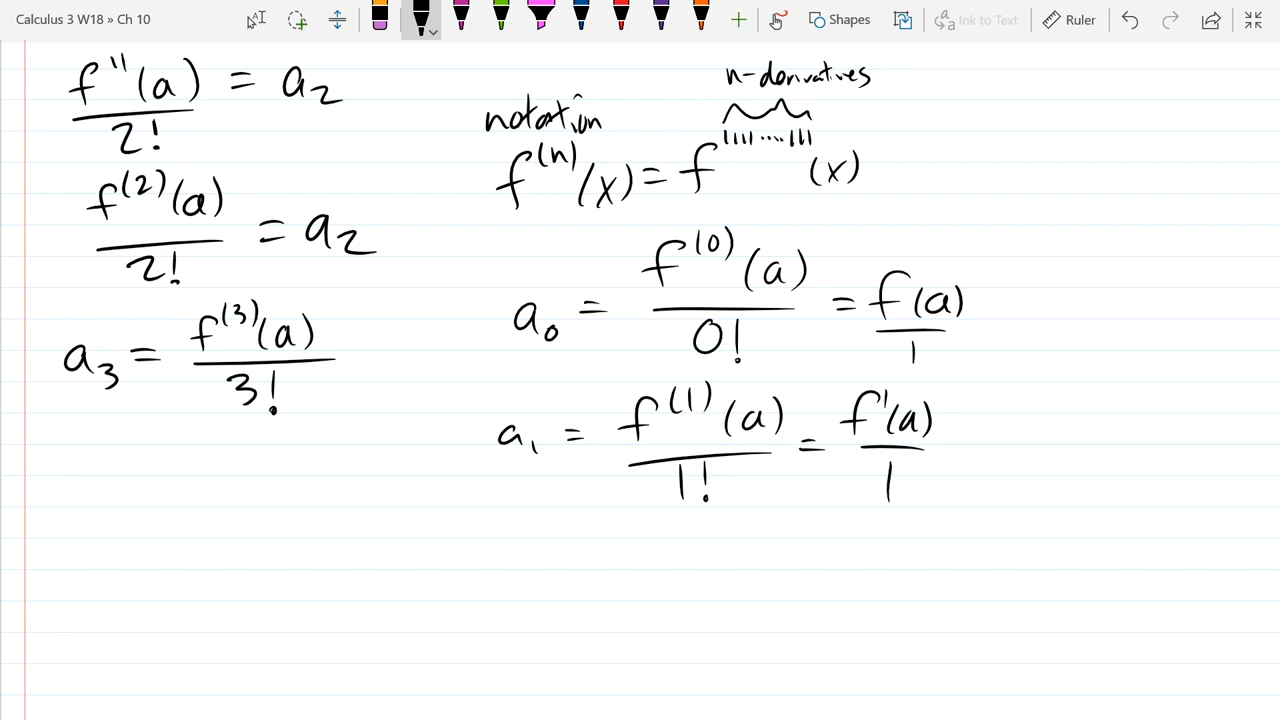 Calculus 3 W18 » Ch 10
Shapes
Ink to Text
Ruler
f''(a)/2! = a₂
f⁽²⁾(a)/2! = a₂
a₃ = f⁽³⁾(a)/3!
n-derivatives
notation
f⁽ⁿ⁾(x) = f''''····'''(x)
a₀ = f⁽⁰⁾(a)/0! = f(a)/1
a₁ = f⁽¹⁾(a)/1! = f'(a)/1